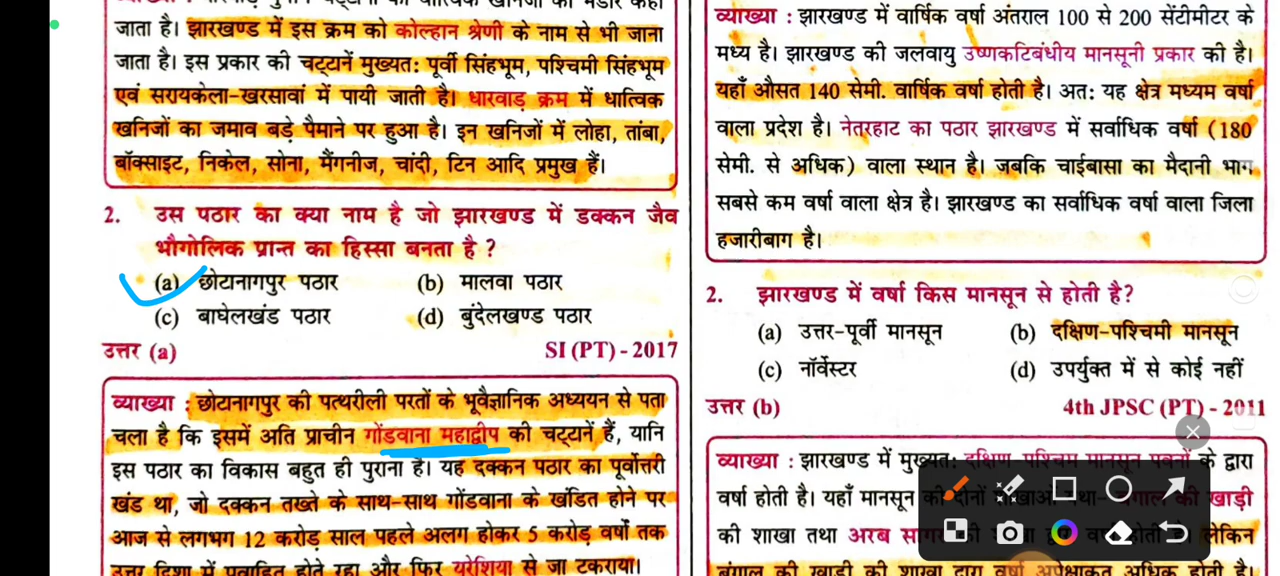 जाता है। झारखण्ड में इस क्रम को कोल्हान श्रेणी के नाम से भी जाना
जाता है। इस प्रकार की चट्टानें मुख्यत: पूर्वी सिंहभूम, पश्चिमी सिंहभूम
एवं सरायकेला-खरसावां में पायी जाती है। धारवाड़ क्रम में धात्विक
खनिजों का जमाव बड़े पैमाने पर हुआ है। इन खनिजों में लोहा, तांबा,
बॉक्साइट, निकेल, सोना, मैंगनीज, चांदी, टिन आदि प्रमुख हैं।
2. उस पठार का क्या नाम है जो झारखण्ड में डक्कन जैव
भौगोलिक प्रान्त का हिस्सा बनता है ?
(a) छोटानागपुर पठार (b) मालवा पठार
(c) बाघेलखंड पठार (d) बुंदेलखण्ड पठार
उत्तर (a) SI (PT) - 2017
व्याख्या : छोटानागपुर की पत्थरीली परतों के भूवैज्ञानिक अध्ययन से पता
चला है कि इसमें अति प्राचीन गोंडवाना महाद्वीप की चट्टानें हैं, यानि
इस पठार का विकास बहुत ही पुराना है। यह दक्कन पठार का पूर्वोत्तरी
खंड था, जो दक्कन तख्ते के साथ-साथ गोंडवाना के खंडित होने पर
आज से लगभग 12 करोड़ साल पहले अलग होकर 5 करोड़ वर्षों तक
उत्तर दिशा में प्रवाहित होते रहा और फिर यूरेशिया से जा टकराया।
व्याख्या : झारखण्ड में वार्षिक वर्षा अंतराल 100 से 200 सेंटीमीटर के
मध्य है। झारखण्ड की जलवायु उष्णकटिबंधीय मानसूनी प्रकार की है।
यहाँ औसत 140 सेमी. वार्षिक वर्षा होती है। अत: यह क्षेत्र मध्यम वर्षा
वाला प्रदेश है। नेतरहाट का पठार झारखण्ड में सर्वाधिक वर्षा (180
सेमी. से अधिक) वाला स्थान है। जबकि चाईबासा का मैदानी भाग,
सबसे कम वर्षा वाला क्षेत्र है। झारखण्ड का सर्वाधिक वर्षा वाला जिला
हजारीबाग है।
2. झारखण्ड में वर्षा किस मानसून से होती है?
(a) उत्तर-पूर्वी मानसून (b) दक्षिण-पश्चिमी मानसून
(c) नॉर्वेस्टर (d) उपर्युक्त में से कोई नहीं
उत्तर (b) 4th JPSC (PT) - 2011
व्याख्या : झारखण्ड में मुख्यत: दक्षिण पश्चिम मानसून पवनों के द्वारा
वर्षा होती है। यहाँ मानसून की दोनों की खाड़ी
की शाखा तथा अरब लेकिन
बंगाल की खाड़ी की शाखा द्वारा वर्षा अपेक्षाकृत अधिक होती है।